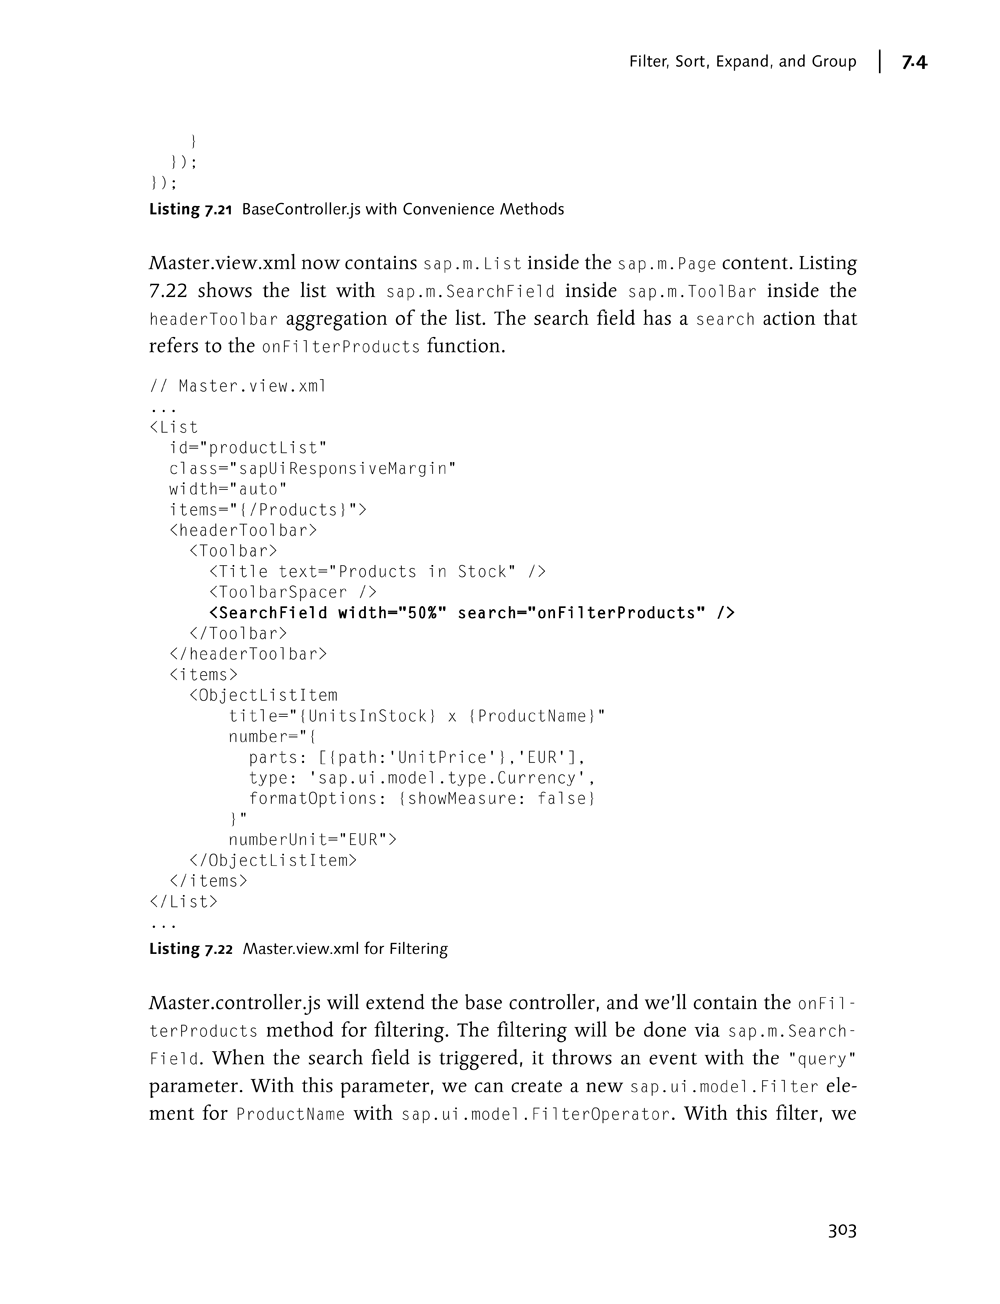 Filter, Sort, Expand, and Group | 7.4
}
});
});
Listing 7.21 BaseController.js with Convenience Methods
Master.view.xml now contains sap.m.List inside the sap.m.Page content. Listing
7.22 shows the list with sap.m.SearchField inside sap.m.ToolBar inside the
headerToolbar aggregation of the list. The search field has a search action that
refers to the onFilterProducts function.
// Master.view.xml
...
<List
id="productList"
class="sapUiResponsiveMargin"
width="auto"
items="{/Products}">
<headerToolbar>
<Toolbar>
<Title text="Products in Stock" />
<ToolbarSpacer />
<SearchField width="50%" search="onFilterProducts" />
</Toolbar>
</headerToolbar>
<items>
<ObjectListItem
title="{UnitsInStock} x {ProductName}"
number="{
parts: [{path:'UnitPrice'},'EUR'],
type: 'sap.ui.model.type.Currency',
formatOptions: {showMeasure: false}
}"
numberUnit="EUR">
</ObjectListItem>
</items>
</List>
...
Listing 7.22 Master.view.xml for Filtering
Master.controller.js will extend the base controller, and we'll contain the onFil-
terProducts method for filtering. The filtering will be done via sap.m.Search-
Field. When the search field is triggered, it throws an event with the "query"
parameter. With this parameter, we can create a new sap.ui.model.Filter ele-
ment for ProductName with sap.ui.model.FilterOperator. With this filter, we
303